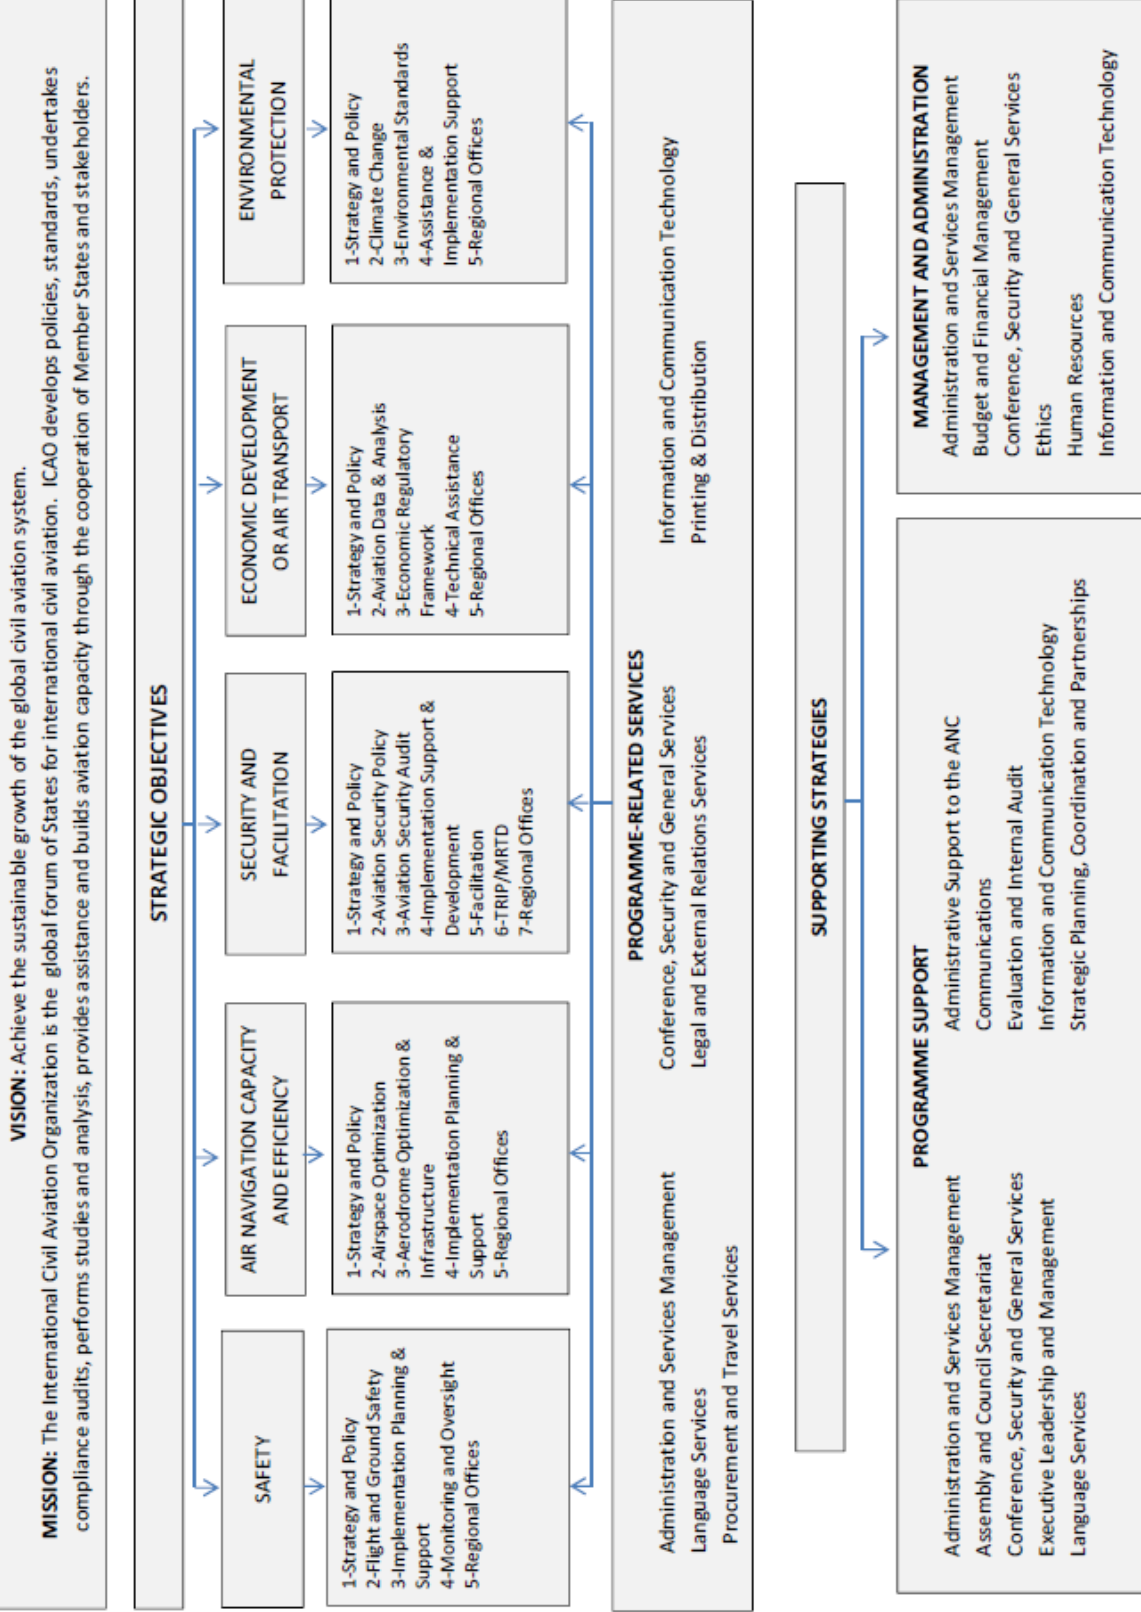 VISION: Achieve the sustainable growth of the global civil aviation system.
MISSION: The International Civil Aviation Organization is the global forum of States for international civil aviation. ICAO develops policies, standards, undertakes
compliance audits, performs studies and analysis, provides assistance and builds aviation capacity through the cooperation of Member States and stakeholders.
STRATEGIC OBJECTIVES
SAFETY
1-Strategy and Policy
2-Flight and Ground Safety
3-Implementation Planning &
Support
4-Monitoring and Oversight
5-Regional Offices
AIR NAVIGATION CAPACITY
AND EFFICIENCY
1-Strategy and Policy
2-Airspace Optimization
3-Aerodrome Optimization &
Infrastructure
4-Implementation Planning &
Support
5-Regional Offices
SECURITY AND
FACILITATION
1-Strategy and Policy
2-Aviation Security Policy
3-Aviation Security Audit
4-Implementation Support &
Development
5-Facilitation
6-TRIP/MRTD
7-Regional Offices
ECONOMIC DEVELOPMENT
OR AIR TRANSPORT
1-Strategy and Policy
2-Aviation Data & Analysis
3-Economic Regulatory
Framework
4-Technical Assistance
5-Regional Offices
ENVIRONMENTAL
PROTECTION
1-Strategy and Policy
2-Climate Change
3-Environmental Standards
4-Assistance &
Implementation Support
5-Regional Offices
PROGRAMME-RELATED SERVICES
Administration and Services Management
Language Services
Procurement and Travel Services
Conference, Security and General Services
Legal and External Relations Services
Information and Communication Technology
Printing & Distribution
SUPPORTING STRATEGIES
PROGRAMME SUPPORT
Administration and Services Management
Assembly and Council Secretariat
Conference, Security and General Services
Executive Leadership and Management
Language Services
Administrative Support to the ANC
Communications
Evaluation and Internal Audit
Information and Communication Technology
Strategic Planning, Coordination and Partnerships
MANAGEMENT AND ADMINISTRATION
Administration and Services Management
Budget and Financial Management
Conference, Security and General Services
Ethics
Human Resources
Information and Communication Technology